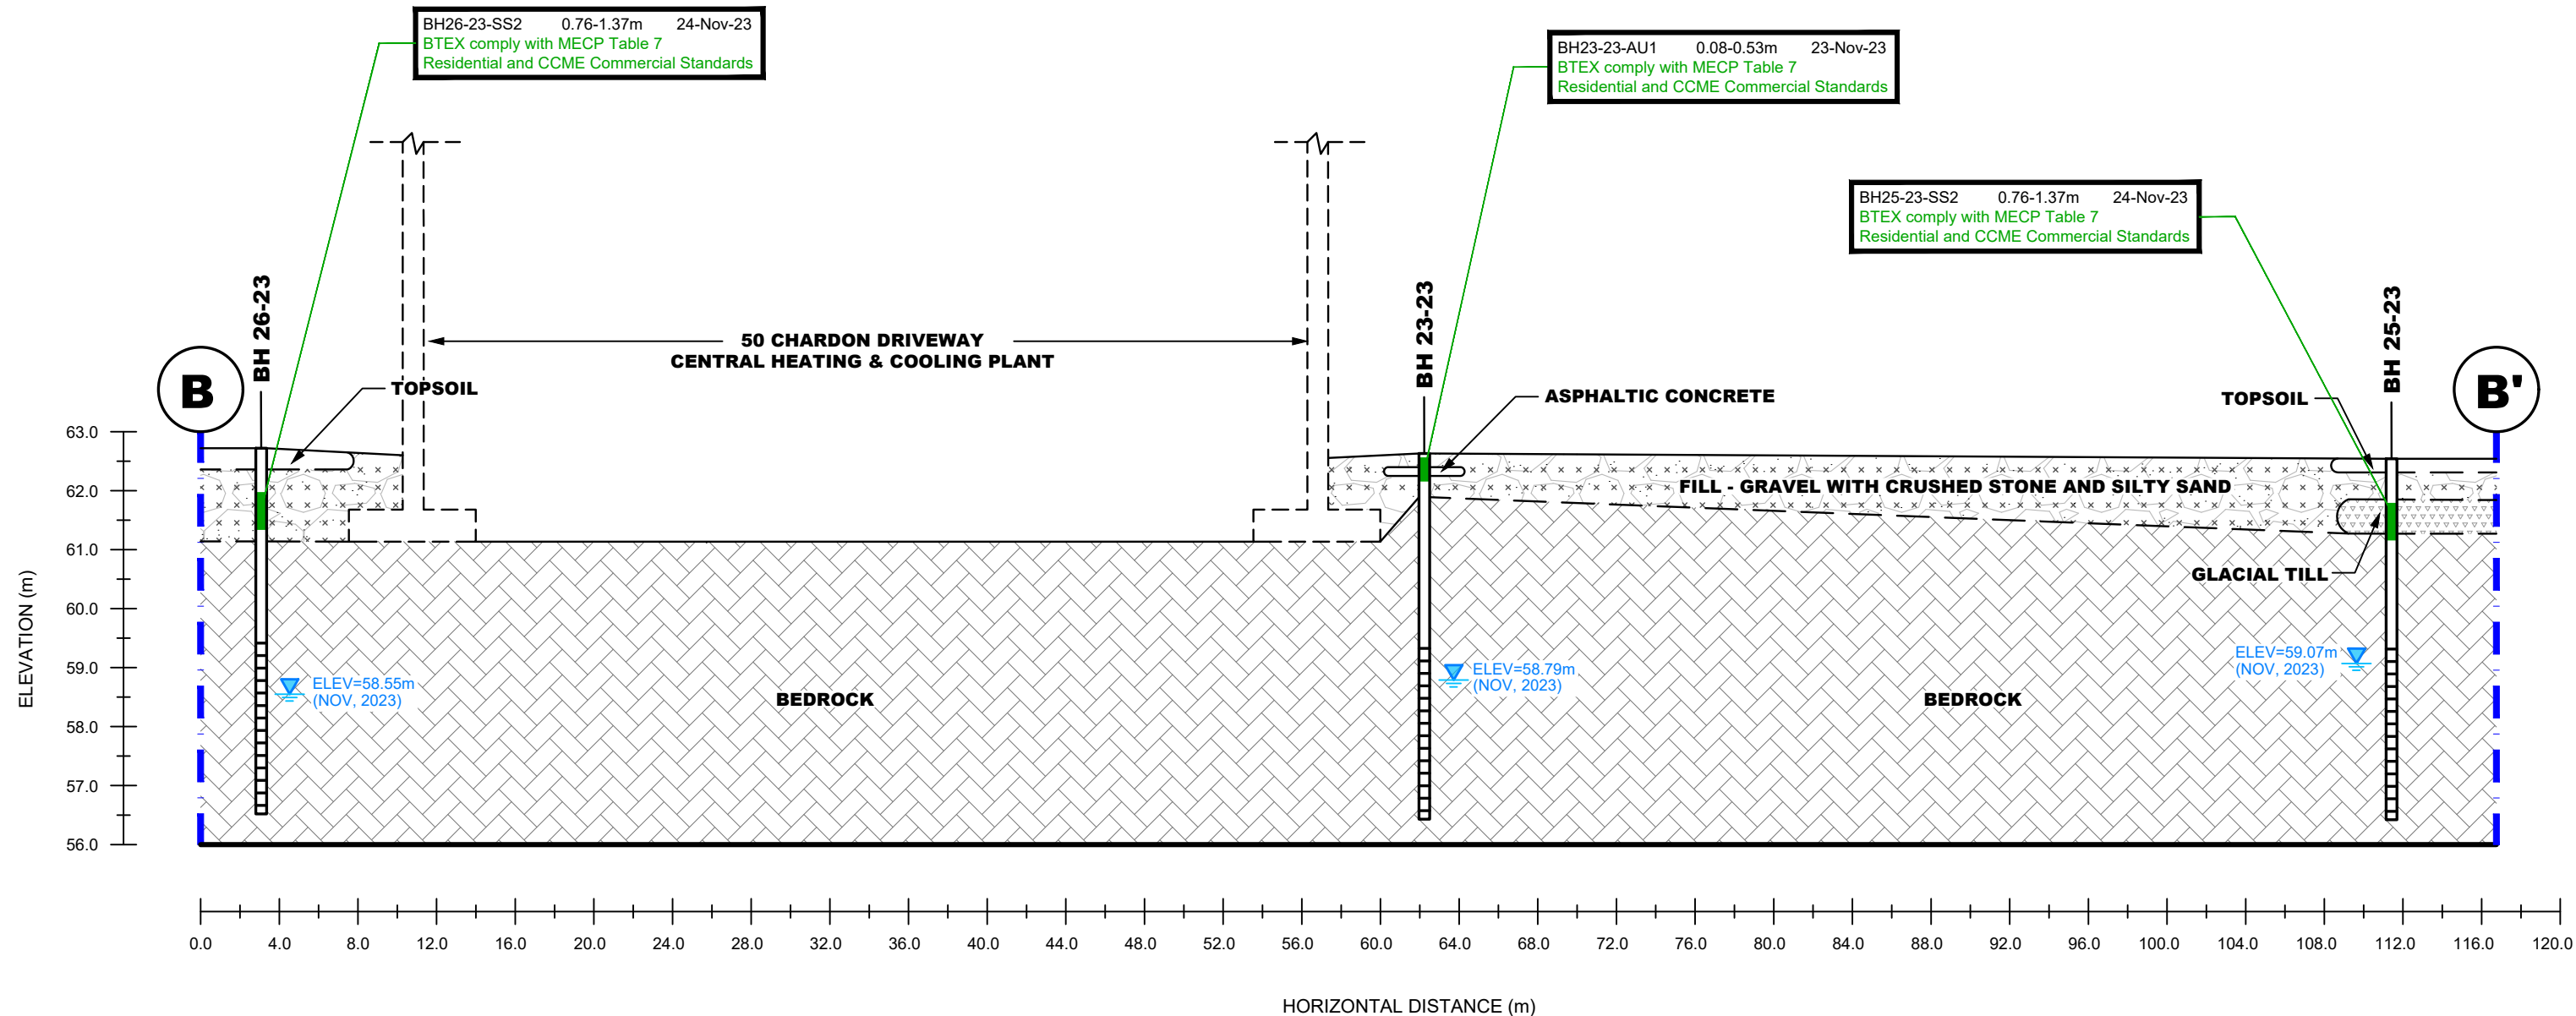 BH26-23-SS2 0.76-1.37m 24-Nov-23
BTEX comply with MECP Table 7
Residential and CCME Commercial Standards
BH23-23-AU1 0.08-0.53m 23-Nov-23
BTEX comply with MECP Table 7
Residential and CCME Commercial Standards
BH25-23-SS2 0.76-1.37m 24-Nov-23
BTEX comply with MECP Table 7
Residential and CCME Commercial Standards
BH 26-23
BH 23-23
BH 25-23
50 CHARDON DRIVEWAY
CENTRAL HEATING & COOLING PLANT
B
TOPSOIL
ASPHALTIC CONCRETE
TOPSOIL
B'
FILL - GRAVEL WITH CRUSHED STONE AND SILTY SAND
GLACIAL TILL
ELEV=58.55m
(NOV, 2023)
BEDROCK
ELEV=58.79m
(NOV, 2023)
BEDROCK
ELEV=59.07m
(NOV, 2023)
ELEVATION (m)
63.0
62.0
61.0
60.0
59.0
58.0
57.0
56.0
0.0 4.0 8.0 12.0 16.0 20.0 24.0 28.0 32.0 36.0 40.0 44.0 48.0 52.0 56.0 60.0 64.0 68.0 72.0 76.0 80.0 84.0 88.0 92.0 96.0 100.0 104.0 108.0 112.0 116.0 120.0
HORIZONTAL DISTANCE (m)